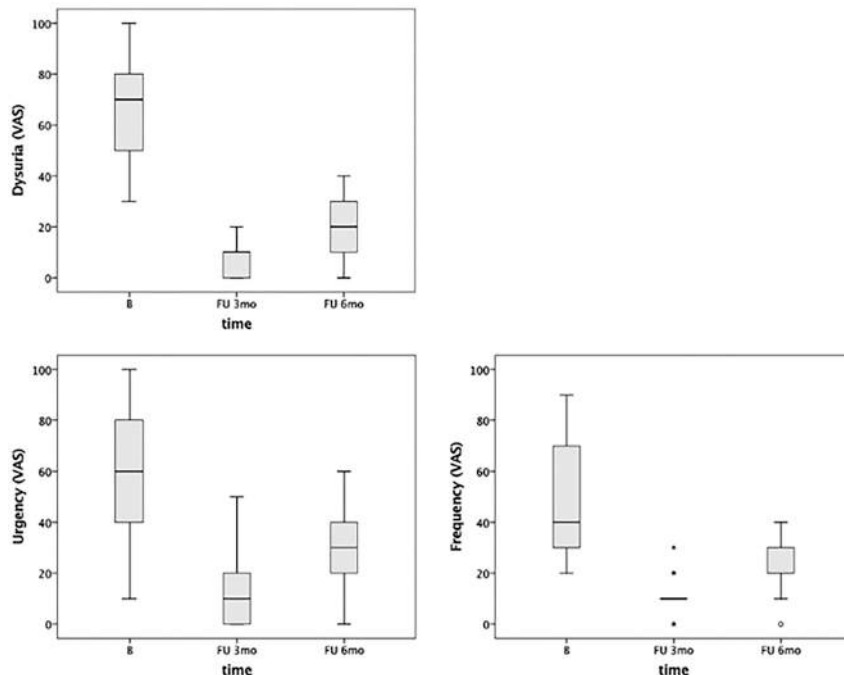 Dysuria (VAS)
100
80
60
40
20
0
B
FU 3mo
FU 6mo
time
Urgency (VAS)
100
80
60
40
20
0
B
FU 3mo
FU 6mo
time
Frequency (VAS)
100
80
60
40
20
0
B
FU 3mo
FU 6mo
time